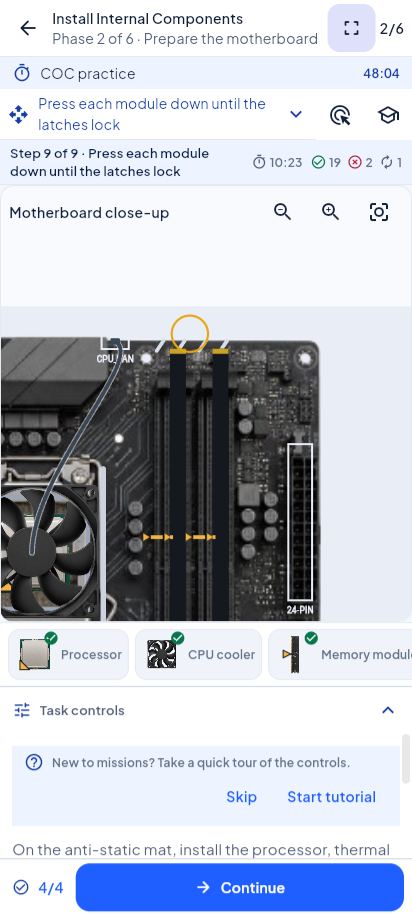 Install Internal Components
Phase 2 of 6 · Prepare the motherboard
2/6
COC practice
48:04
Press each module down until the
latches lock
Step 9 of 9 · Press each module
down until the latches lock
10:23
19
2
1
Motherboard close-up
CPU_FAN
24-PIN
Processor
CPU cooler
Memory module
Task controls
New to missions? Take a quick tour of the controls.
Skip
Start tutorial
On the anti-static mat, install the processor, thermal
4/4
Continue